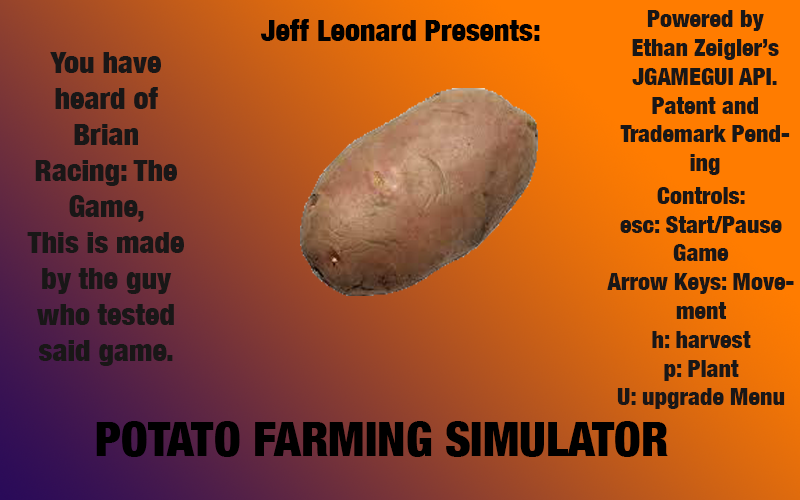 Jeff Leonard Presents:
You have
heard of
Brian
Racing: The
Game,
This is made
by the guy
who tested
said game.
Powered by
Ethan Zeigler’s
JGAMEGUI API.
Patent and
Trademark Pend-
ing
Controls:
esc: Start/Pause
Game
Arrow Keys: Move-
ment
h: harvest
p: Plant
U: upgrade Menu
POTATO FARMING SIMULATOR